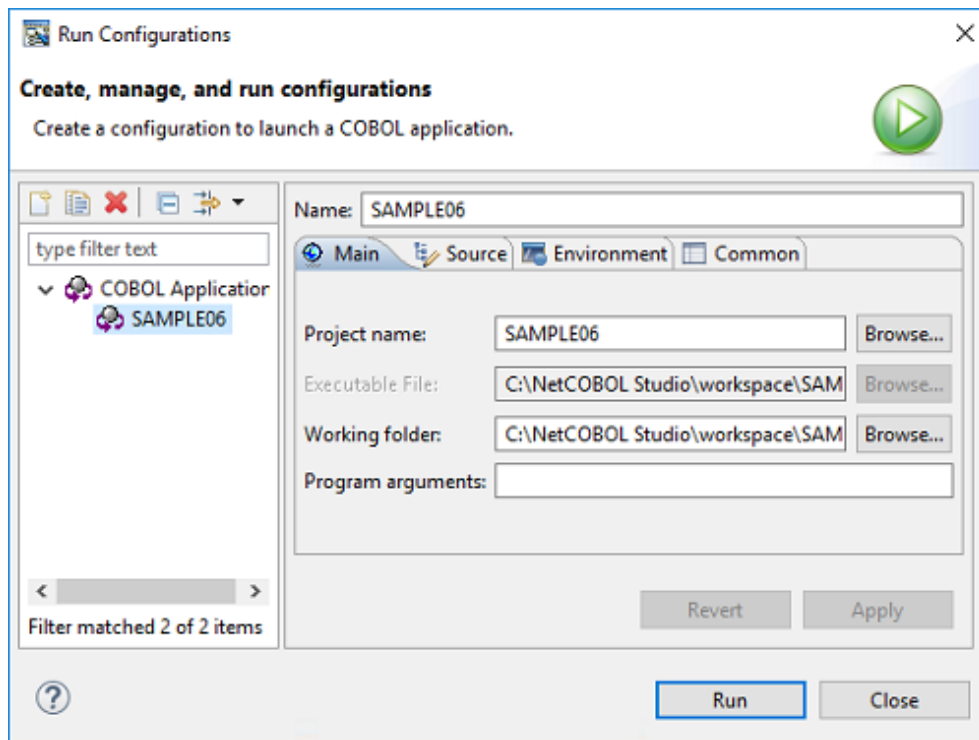 Run Configurations
Create, manage, and run configurations
Create a configuration to launch a COBOL application.
type filter text
COBOL Application
SAMPLE06
Filter matched 2 of 2 items
Name: SAMPLE06
Main Source Environment Common
Project name: SAMPLE06 Browse...
Executable File: C:\NetCOBOL Studio\workspace\SAM Browse...
Working folder: C:\NetCOBOL Studio\workspace\SAM Browse...
Program arguments:
Revert Apply
? Run Close